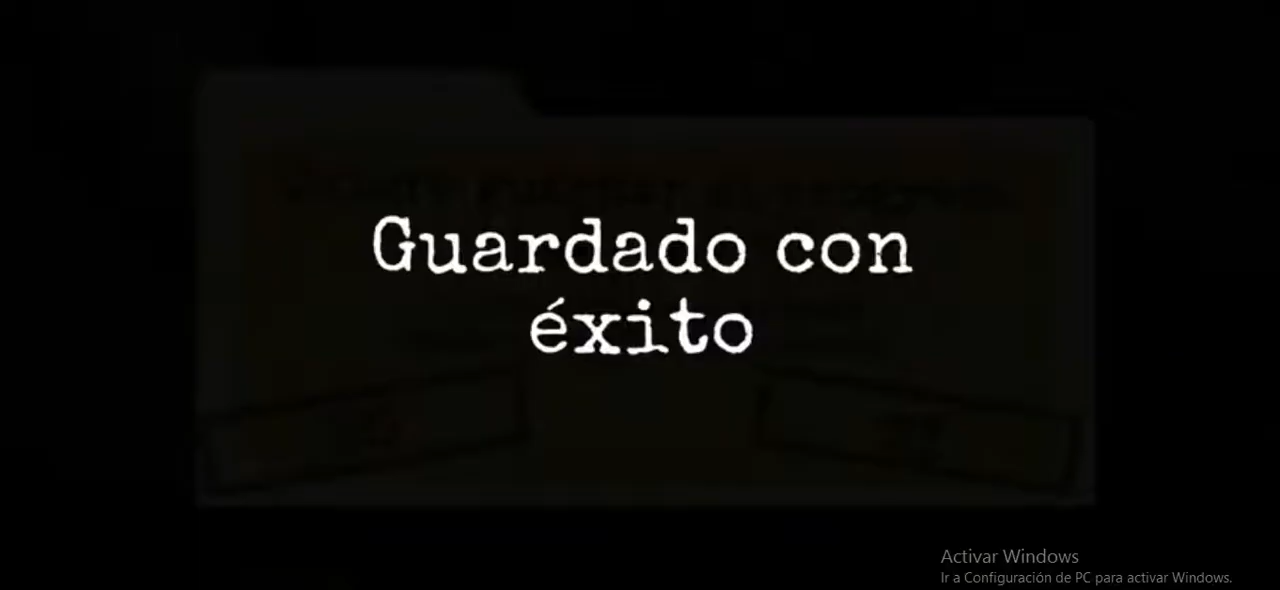 Guardado con
éxito
Activar Windows
Ir a Configuración de PC para activar Windows.